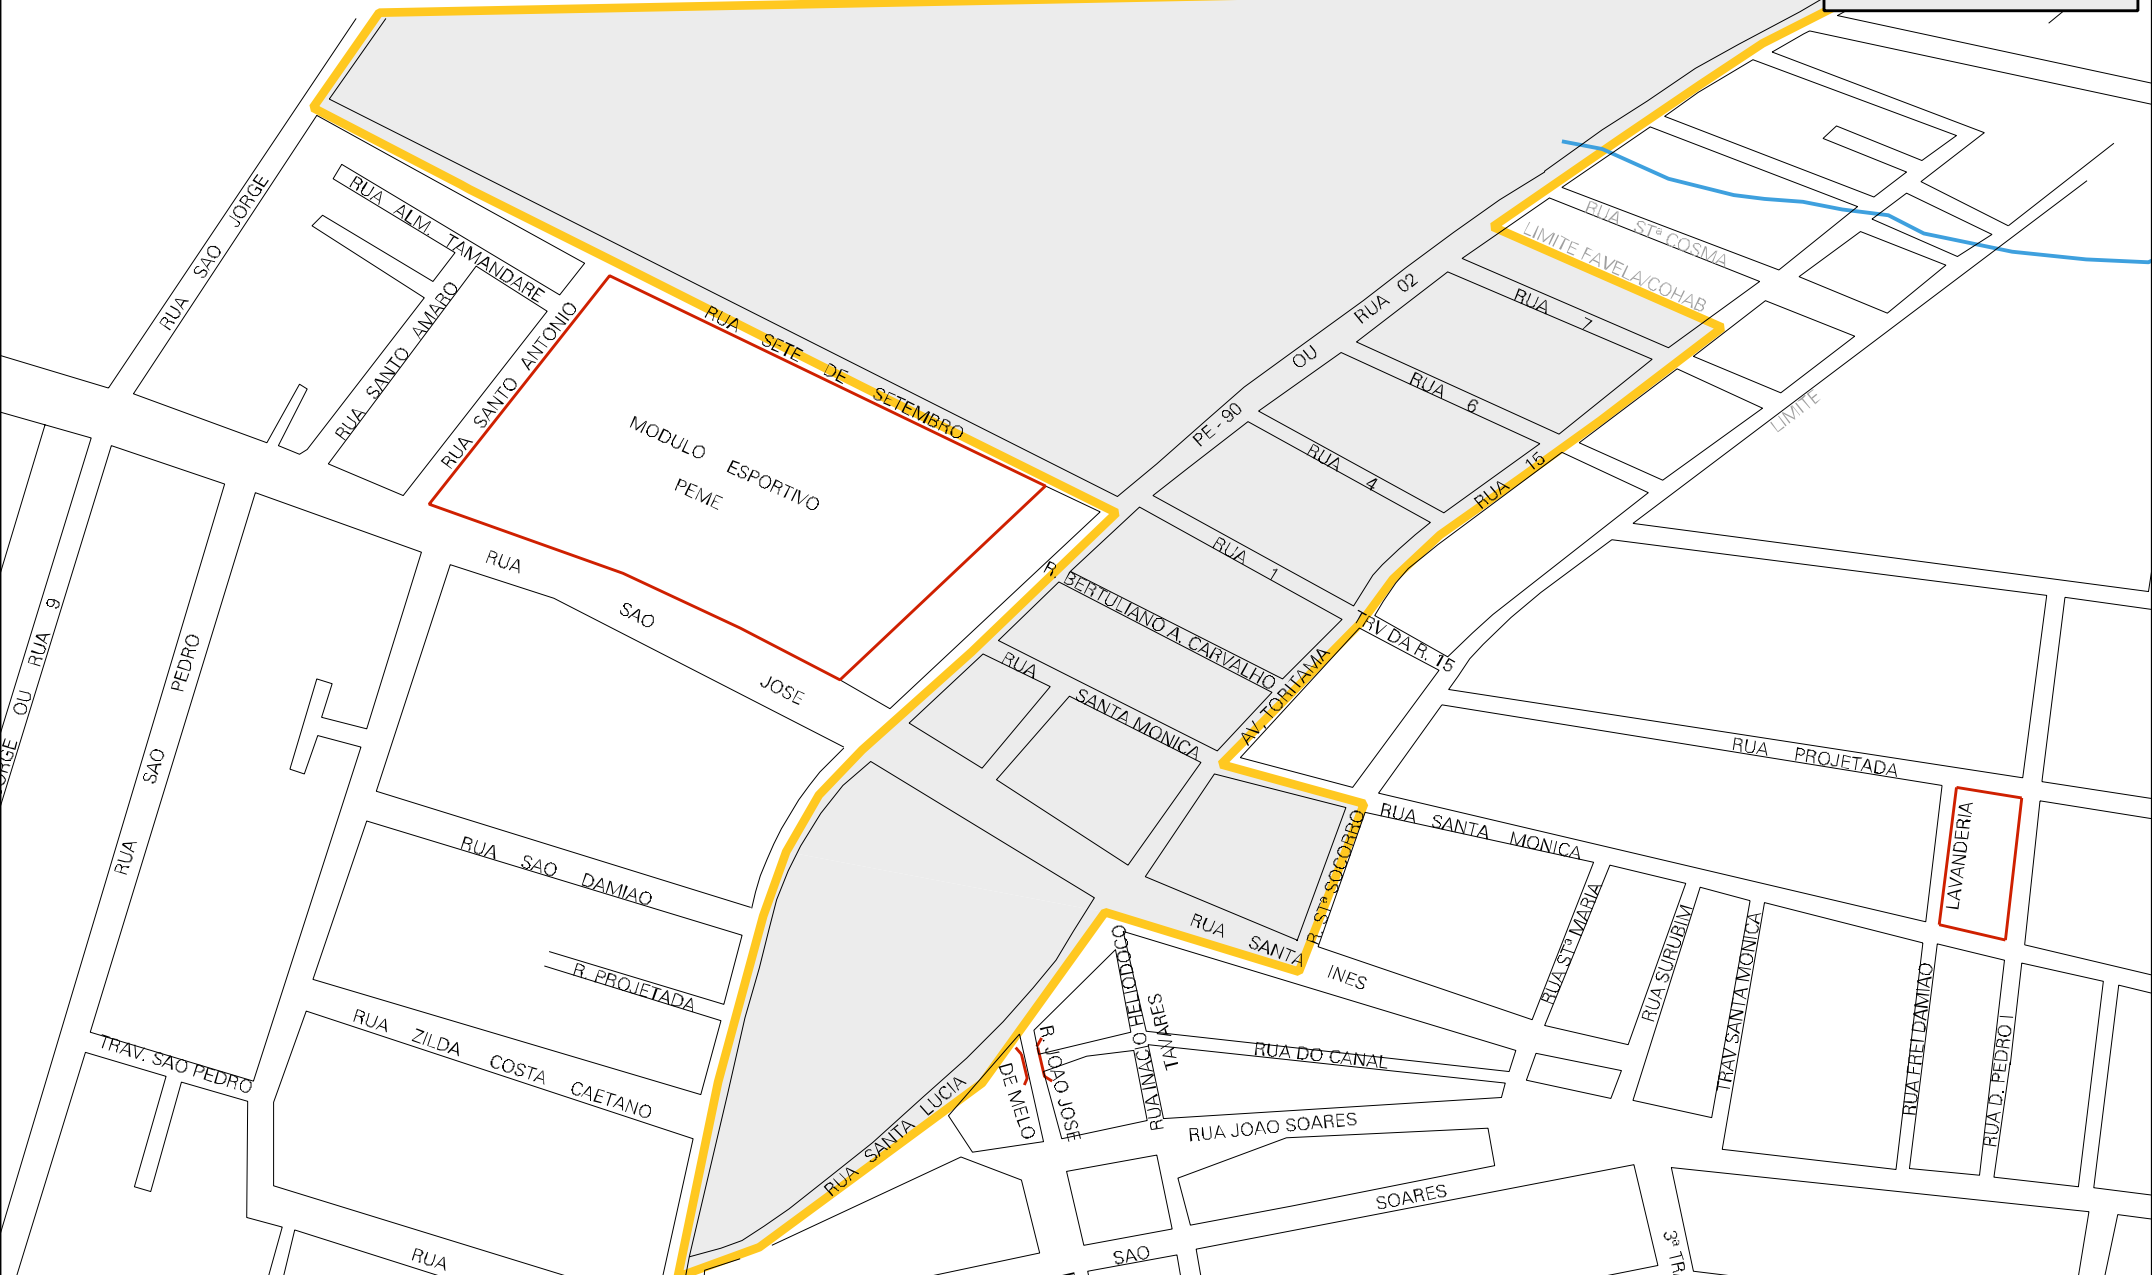 RUA SAO JORGE
RUA ALM. TAMANDARE
RUA SANTO AMARO
RUA SANTO ANTONIO
RUA SETE DE SETEMBRO
MODULO ESPORTIVO
PEME
RUA STª COSMA
LIMITE FAVELA/COHAB
PE - 90 OU RUA 02
RUA 7
RUA 6
RUA 4
RUA 15
RUA 1
LIMITE
R. BERTULIANO A. CARVALHO
TRV DA R. 15
AV, TORITAMA
RUA SANTA MONICA
RUA SAO JOSE
OU RUA 9
RUA SAO PEDRO
RUA PROJETADA
LAVANDERIA
RUA SANTA MONICA
R. STª SOCORRO
RUA SAO DAMIAO
R. PROJETADA
RUA ZILDA COSTA CAETANO
TRAV. SAO PEDRO
RUA SANTA INES
RUA STª MARIA
RUA SURUBIM
TRAV SANTA MONICA
RUA FREI DAMIAO
RUA D. PEDRO I
RUA INACIO HELIODOCO
TAVARES
R. JOAO JOSE
DE MELO
RUA DO CANAL
RUA JOAO SOARES
RUA SANTA LUCIA
SOARES
SAO
RUA
3ª